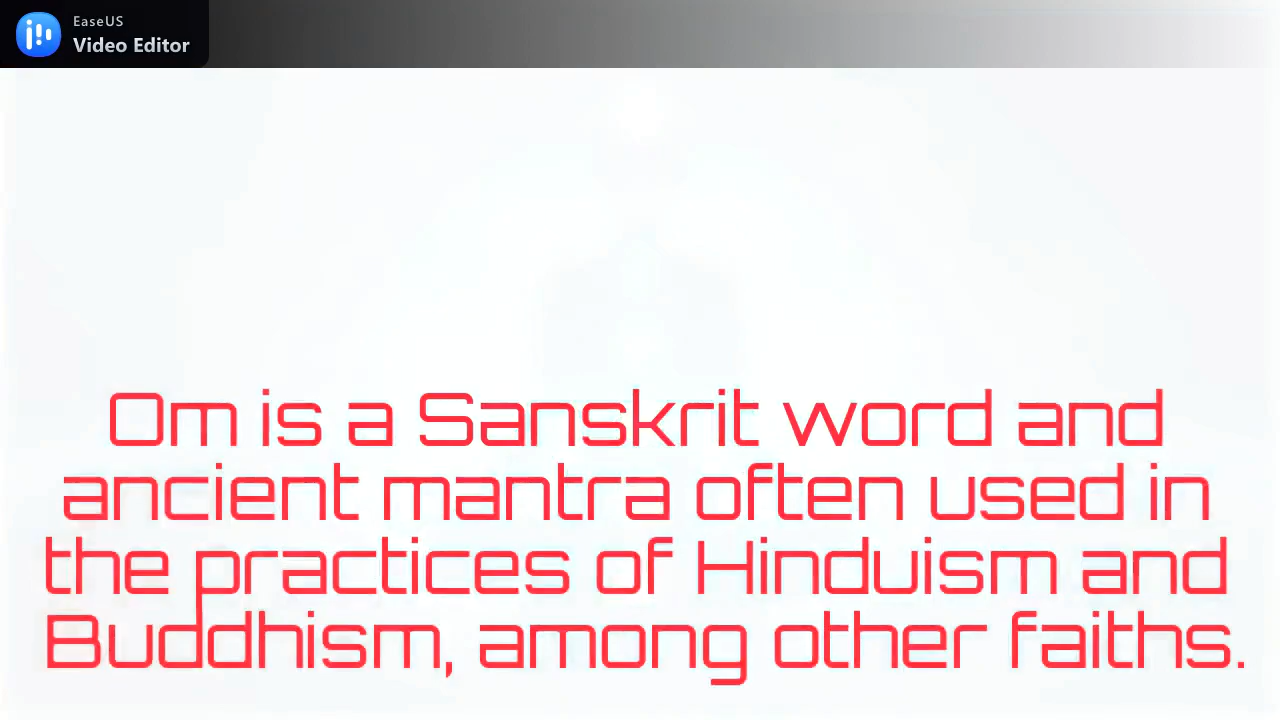 EaseUS
Video Editor
Om is a Sanskrit word and
ancient mantra often used in
the practices of Hinduism and
Buddhism, among other faiths.